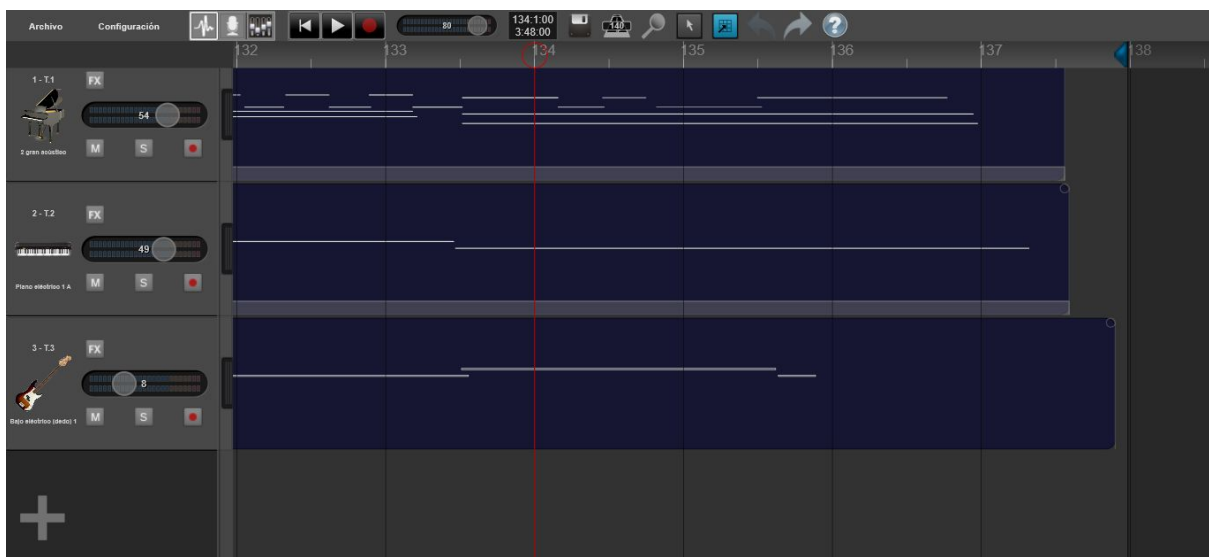 Archivo Configuración 80 134:1:00 140 ?
3:48:00
132 133 134 135 136 137 138
1 - T.1 FX
54
2 gran acústino M S
2 - T.2 FX
49
Piano eléctrico 1 A M S
3 - T.3 FX
8
Bajo eléctrico (dedo) 1 M S